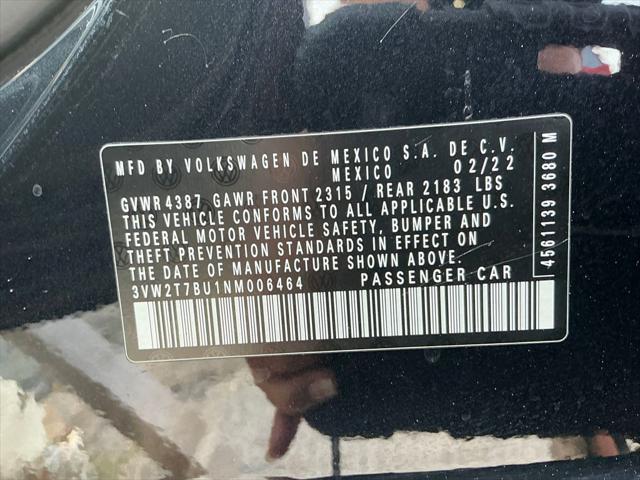 MFD BY VOLKSWAGEN DE MEXICO S.A. DE C.V.
MEXICO 02/22
GVWR 4387 GAWR FRONT 2315 / REAR 2183 LBS
THIS VEHICLE CONFORMS TO ALL APPLICABLE U.S.
FEDERAL MOTOR VEHICLE SAFETY, BUMPER AND
THEFT PREVENTION STANDARDS IN EFFECT ON
THE DATE OF MANUFACTURE SHOWN ABOVE.
3VW2T7BU1NM006464 PASSENGER CAR
4561139 3680 M